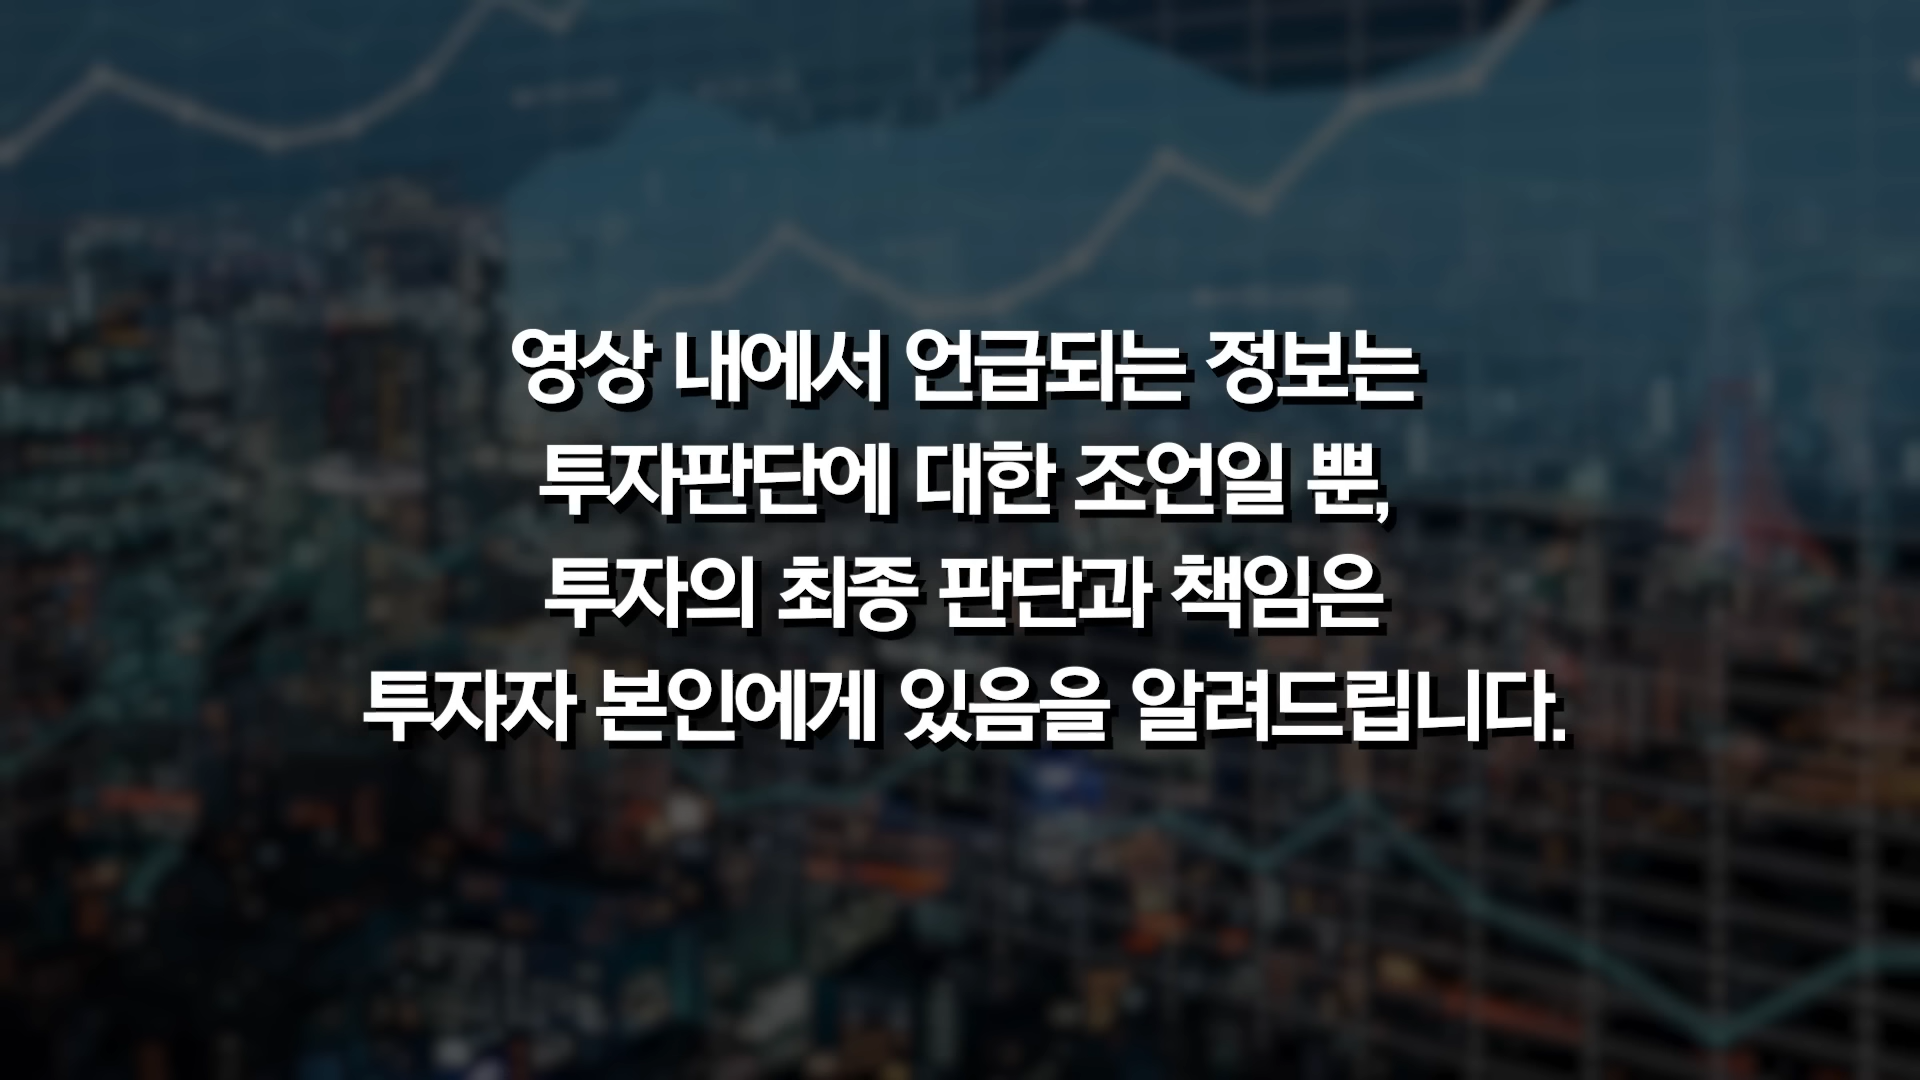 영상 내에서 언급되는 정보는
투자판단에 대한 조언일 뿐,
투자의 최종 판단과 책임은
투자자 본인에게 있음을 알려드립니다.